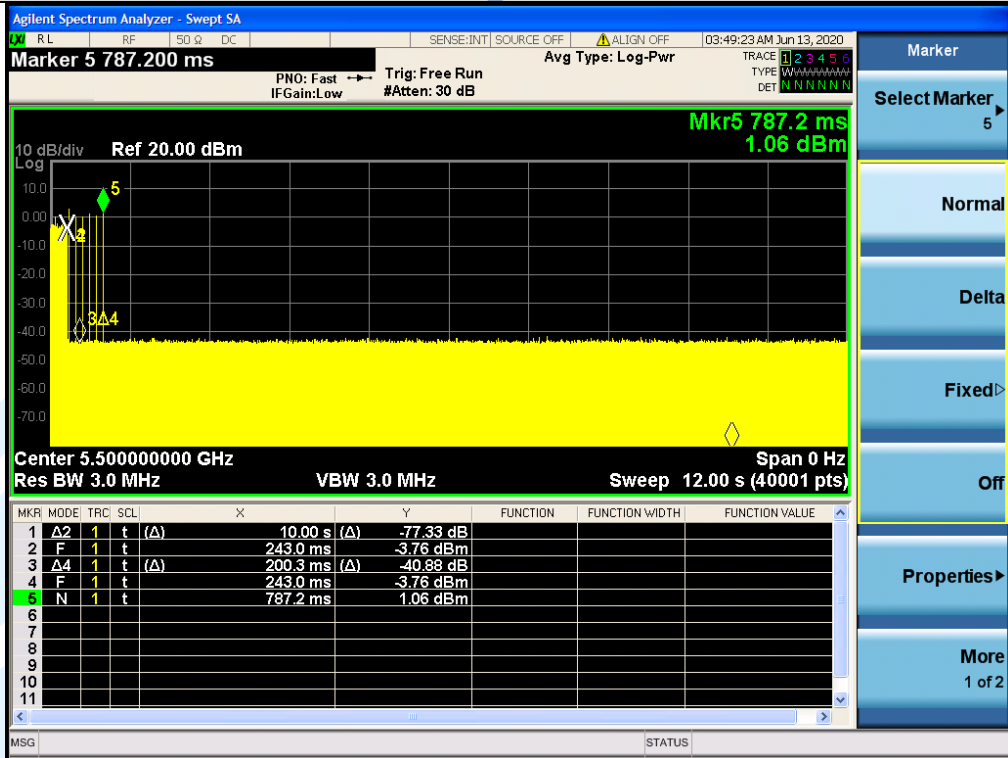 Agilent Spectrum Analyzer - Swept SA
LXI RL RF 50 Ω DC SENSE:INT SOURCE OFF ALIGN OFF 03:49:23 AM Jun 13, 2020
Marker 5 787.200 ms
PNO: Fast
IFGain:Low
Trig: Free Run
#Atten: 30 dB
Avg Type: Log-Pwr
TRACE 1 2 3 4 5 6
TYPE WWWWWW
DET N N N N N N
Mkr5 787.2 ms
1.06 dBm
10 dB/div Ref 20.00 dBm
Log
10.0
0.00
-10.0
-20.0
-30.0
-40.0
-50.0
-60.0
-70.0
5
X 2
3Δ4
Center 5.500000000 GHz Span 0 Hz
Res BW 3.0 MHz VBW 3.0 MHz Sweep 12.00 s (40001 pts)
MKR MODE TRC SCL X Y FUNCTION FUNCTION WIDTH FUNCTION VALUE
1 Δ2 1 t (Δ) 10.00 s (Δ) -77.33 dB
2 F 1 t 243.0 ms -3.76 dBm
3 Δ4 1 t (Δ) 200.3 ms (Δ) -40.88 dB
4 F 1 t 243.0 ms -3.76 dBm
5 N 1 t 787.2 ms 1.06 dBm
6
7
8
9
10
11
MSG STATUS
Marker
Select Marker
5
Normal
Delta
Fixed
Off
Properties
More
1 of 2